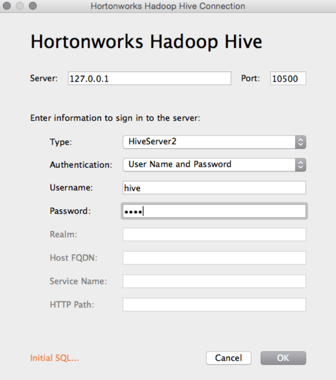 Hortonworks Hadoop Hive Connection
Hortonworks Hadoop Hive
Server: 127.0.0.1 Port: 10500
Enter information to sign in to the server:
Type: HiveServer2
Authentication: User Name and Password
Username: hive
Password: ••••
Realm:
Host FQDN:
Service Name:
HTTP Path:
Initial SQL... Cancel OK